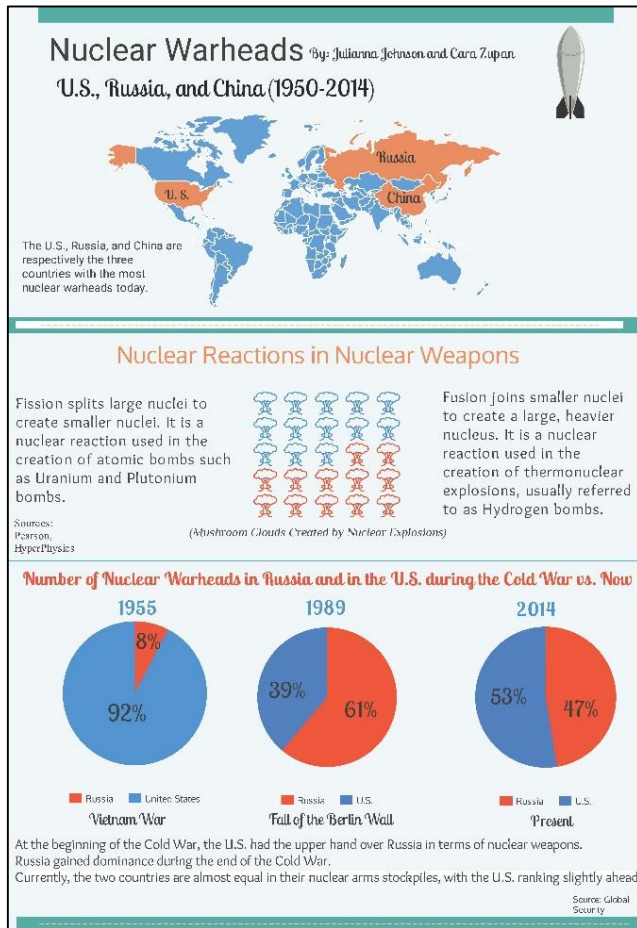 Nuclear Warheads By: Julianna Johnson and Cara Zupan
U.S., Russia, and China (1950-2014)
Russia
U. S.
China
The U.S., Russia, and China are
respectively the three
countries with the most
nuclear warheads today.
Nuclear Reactions in Nuclear Weapons
Fission splits large nuclei to
create smaller nuclei. It is a
nuclear reaction used in the
creation of atomic bombs such
as Uranium and Plutonium
bombs.
Sources:
Pearson,
HyperPhysics
(Mushroom Clouds Created by Nuclear Explosions)
Fusion joins smaller nuclei
to create a large, heavier
nucleus. It is a nuclear
reaction used in the
creation of thermonuclear
explosions, usually referred
to as Hydrogen bombs.
Number of Nuclear Warheads in Russia and in the U.S. during the Cold War vs. Now
1955
8%
92%
Russia United States
Vietnam War
1989
39%
61%
Russia U.S.
Fall of the Berlin Wall
2014
53%
47%
Russia U.S.
Present
At the beginning of the Cold War, the U.S. had the upper hand over Russia in terms of nuclear weapons.
Russia gained dominance during the end of the Cold War.
Currently, the two countries are almost equal in their nuclear arms stockpiles, with the U.S. ranking slightly ahead
Source: Global
Security